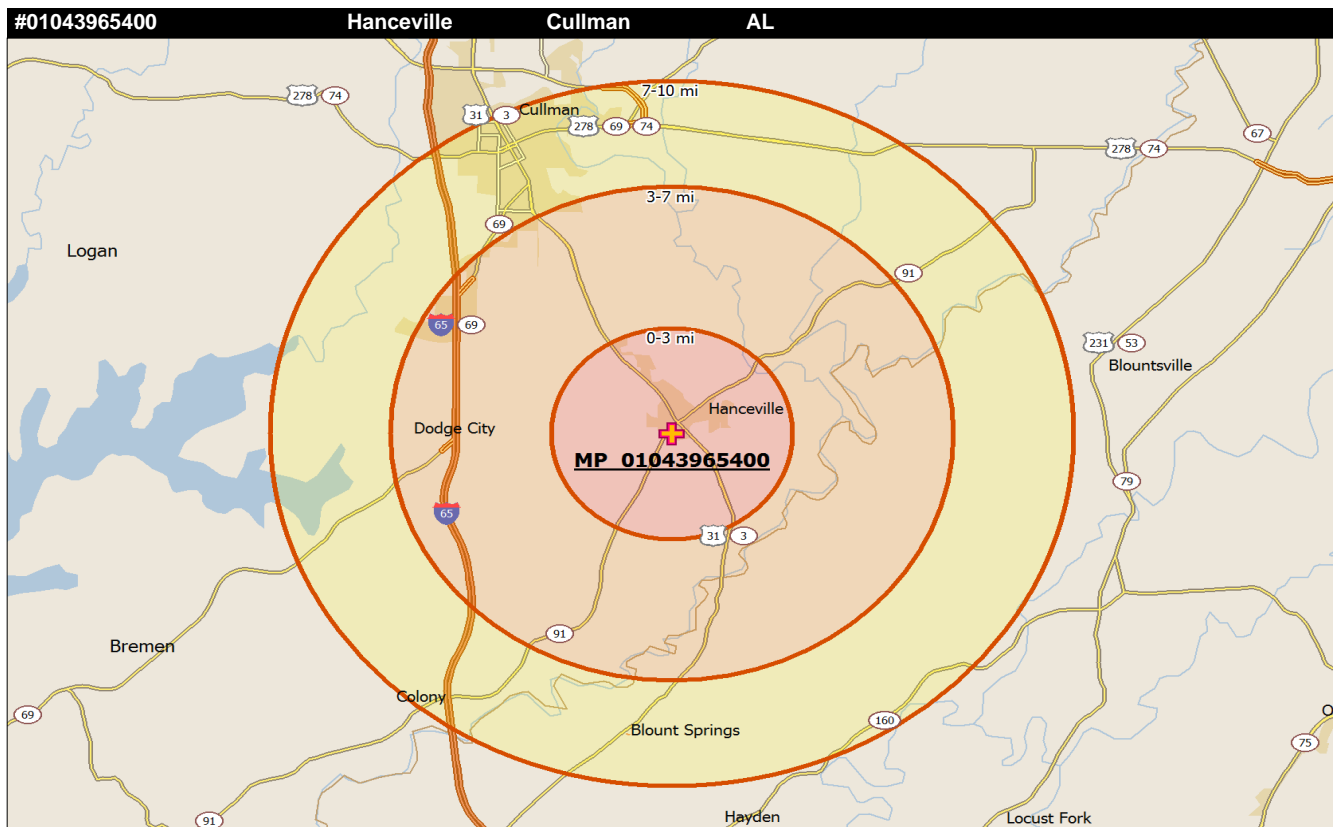 #01043965400 Hanceville Cullman AL
7-10 mi
278 74
31 3
Cullman
278 69 74
67
278 74
3-7 mi
69
Logan
91
65 69
0-3 mi
231 53
Blountsville
Hanceville
Dodge City
MP 01043965400
79
65
31 3
91
Bremen
Colony
69
160
Blount Springs
O
75
91
Hayden
Locust Fork